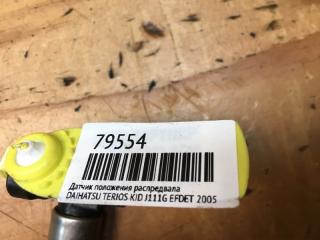 79554
Датчик положения распредвала
DAIHATSU TERIOS KID J111G EFDET 2005